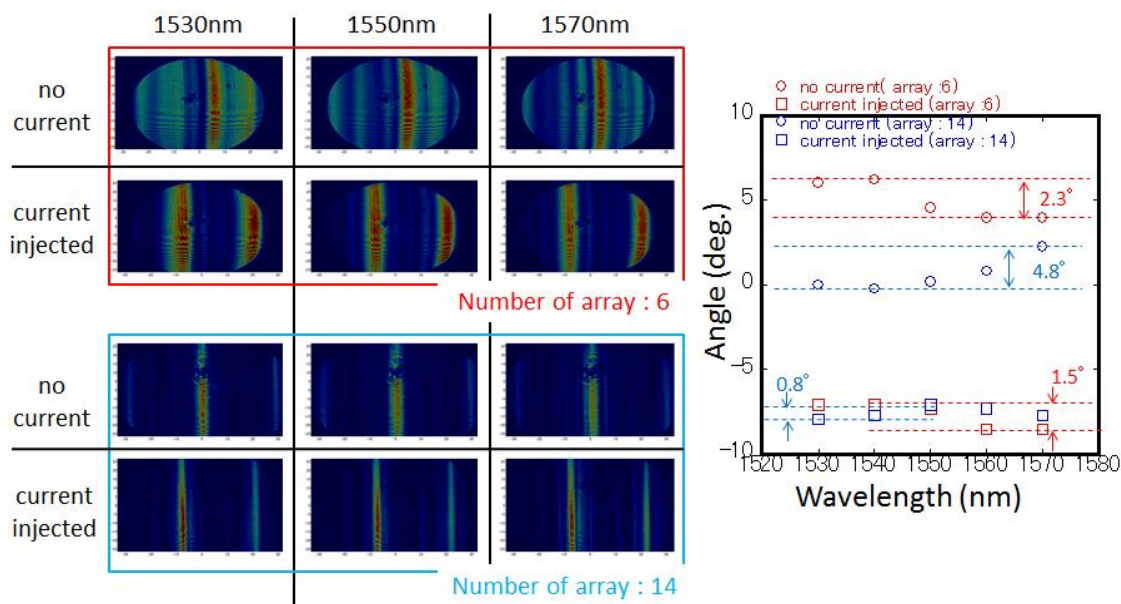 1530nm
1550nm
1570nm
no
current
current
injected
Number of array : 6
no
current
current
injected
Number of array : 14
no current( array :6)
current injected (array : 6)
no current (array : 14)
current injected (array : 14)
10
5
0
-5
-10
2.3°
4.8°
0.8°
1.5°
Angle (deg.)
1520 1530 1540 1550 1560 1570 1580
Wavelength (nm)